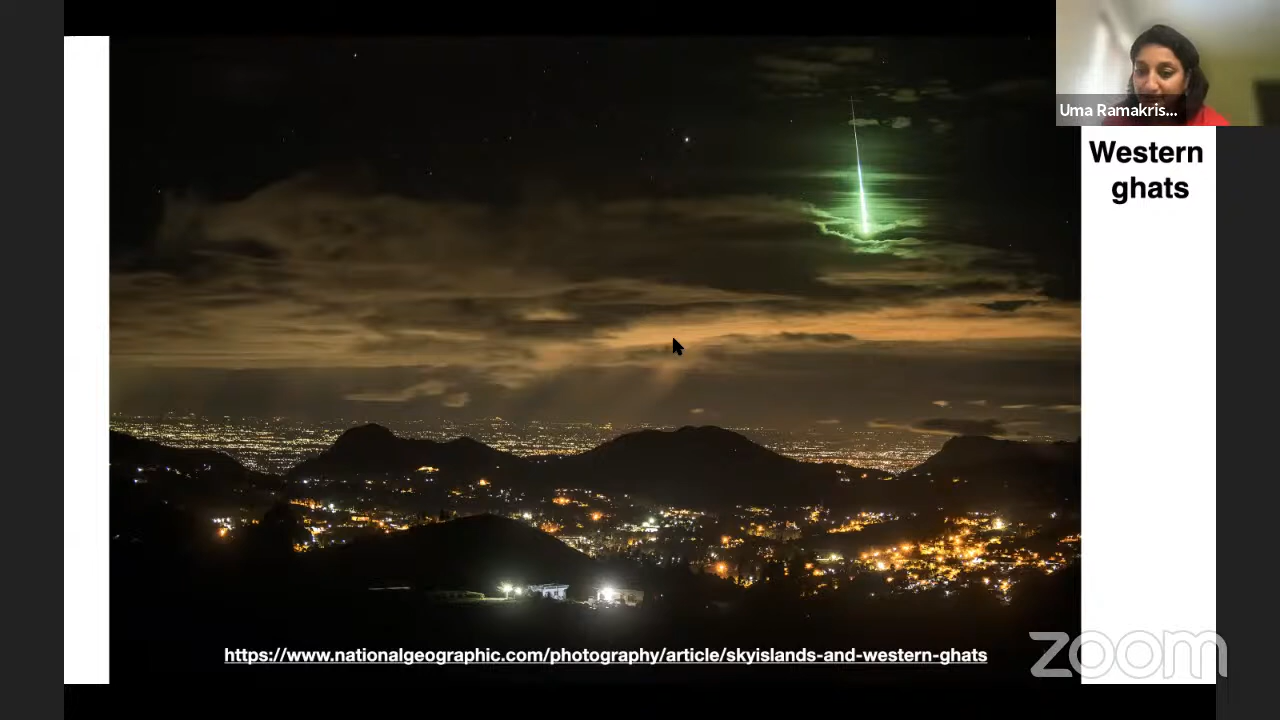 Uma Ramakris...
Western
ghats
https://www.nationalgeographic.com/photography/article/skyislands-and-western-ghats
zoom